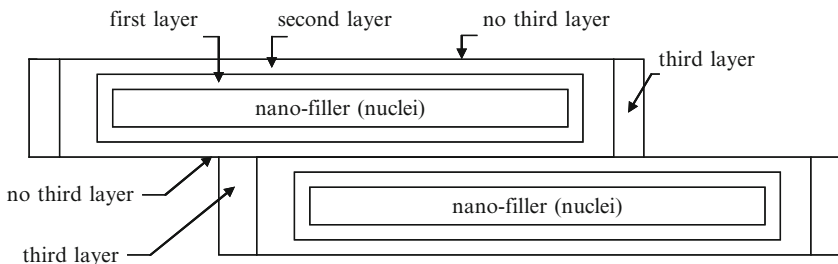 first layer
second layer
no third layer
third layer
nano-filler (nuclei)
no third layer
nano-filler (nuclei)
third layer